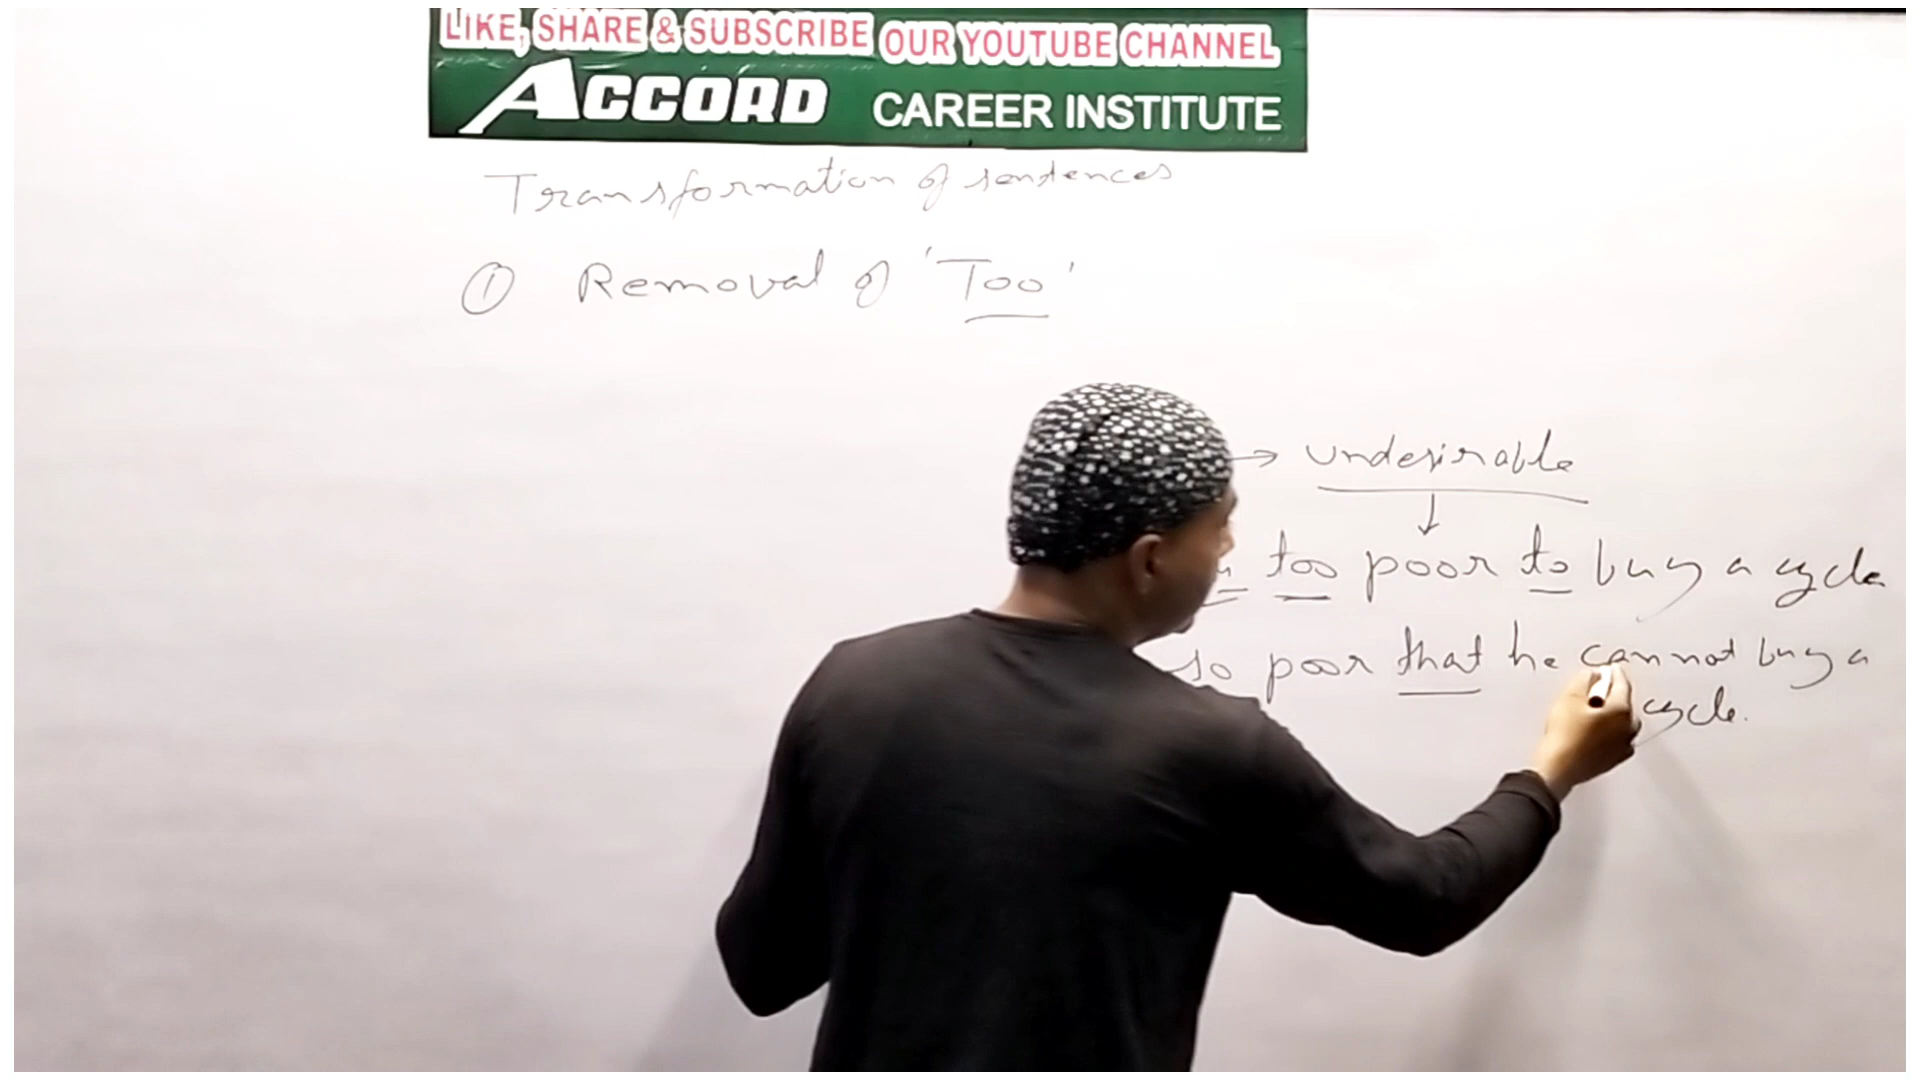 LIKE, SHARE & SUBSCRIBE OUR YOUTUBE CHANNEL
ACCORD CAREER INSTITUTE
Transformation of sentences
① Removal of 'Too'
→ undesirable
↓
too poor to buy a cycle
so poor that he cannot buy a
cycle.